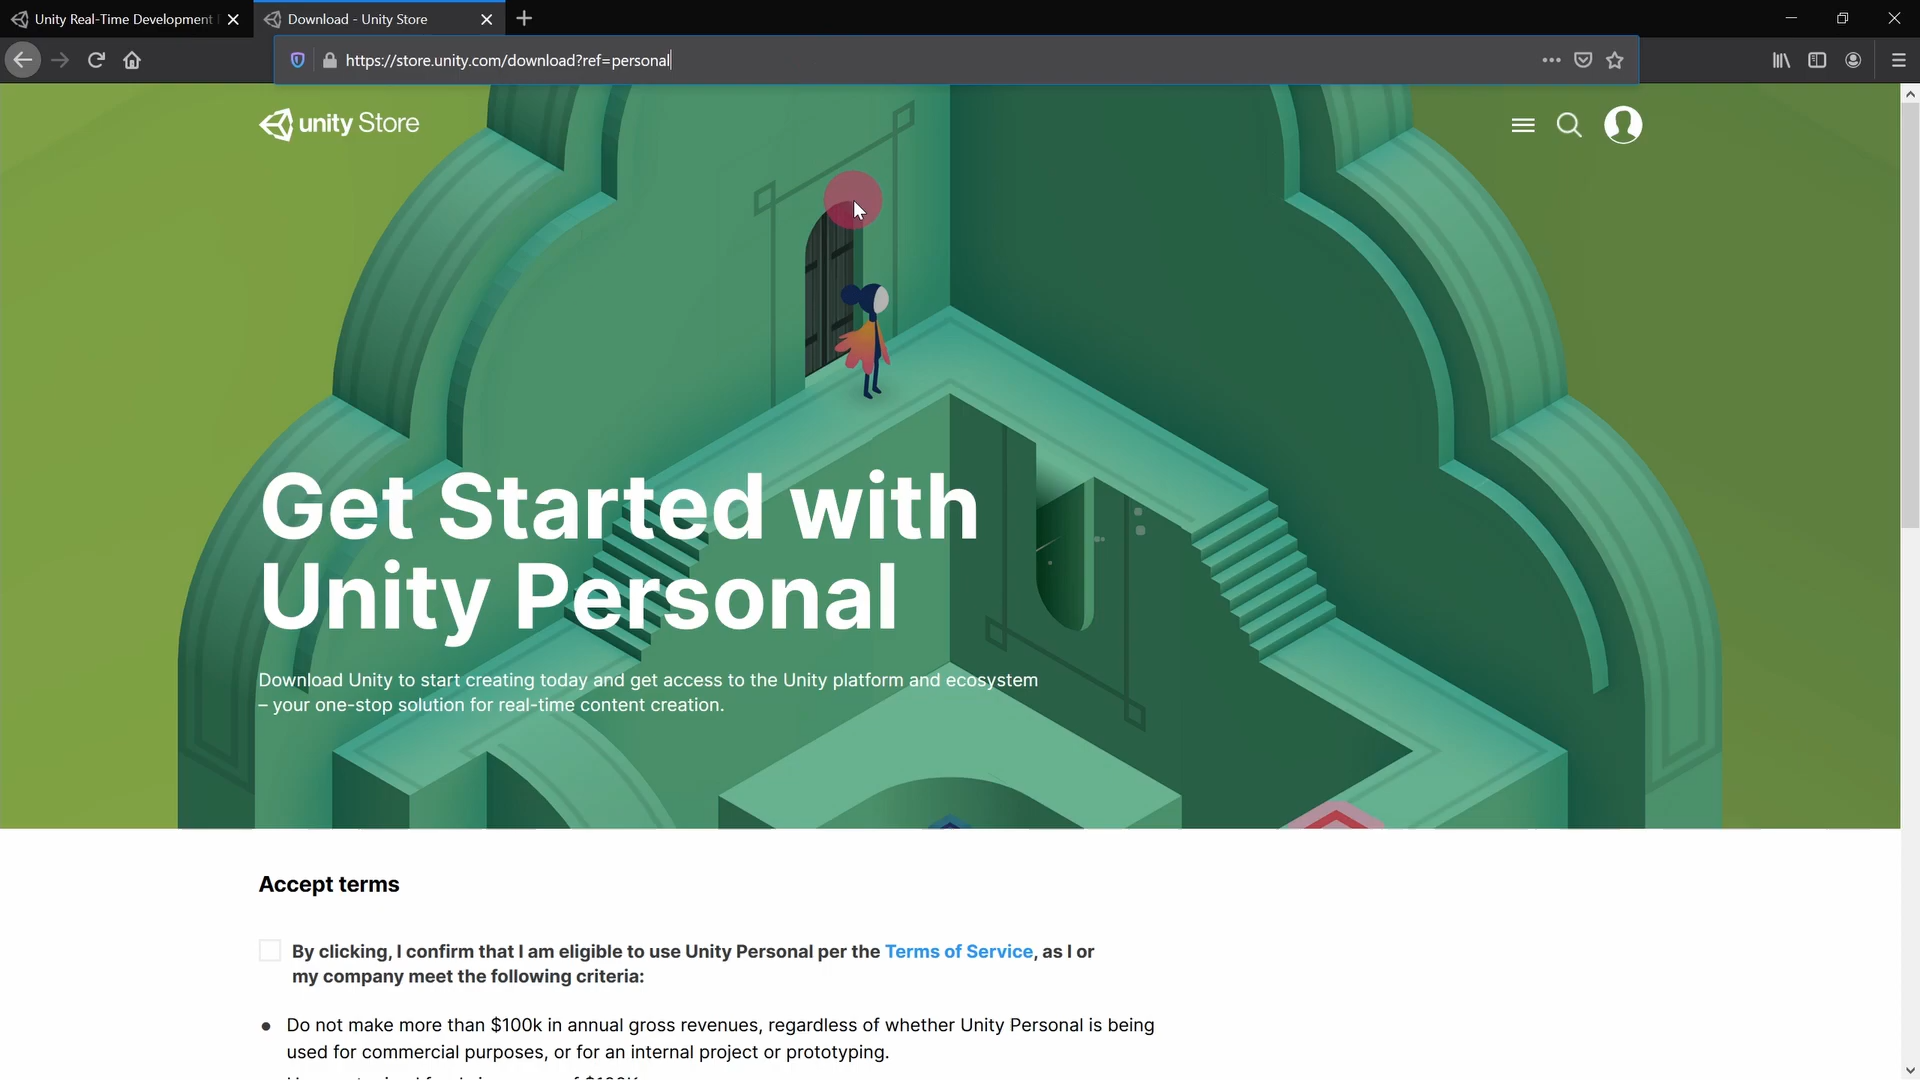 Unity Real-Time Development
Download - Unity Store
https://store.unity.com/download?ref=personal
unity Store
Get Started with
Unity Personal
Download Unity to start creating today and get access to the Unity platform and ecosystem
– your one-stop solution for real-time content creation.
Accept terms
By clicking, I confirm that I am eligible to use Unity Personal per the Terms of Service, as I or
my company meet the following criteria:
● Do not make more than $100k in annual gross revenues, regardless of whether Unity Personal is being
used for commercial purposes, or for an internal project or prototyping.